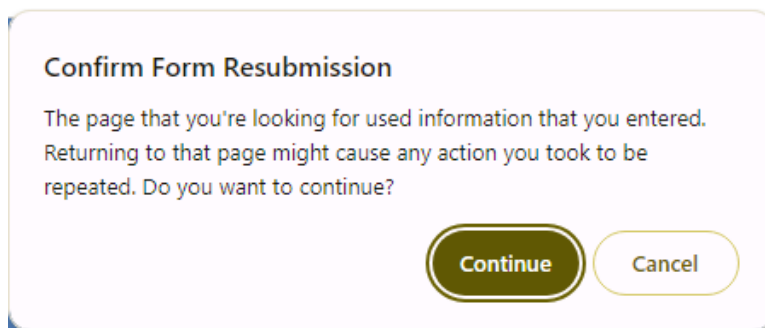 Confirm Form Resubmission
The page that you're looking for used information that you entered.
Returning to that page might cause any action you took to be
repeated. Do you want to continue?
Continue Cancel